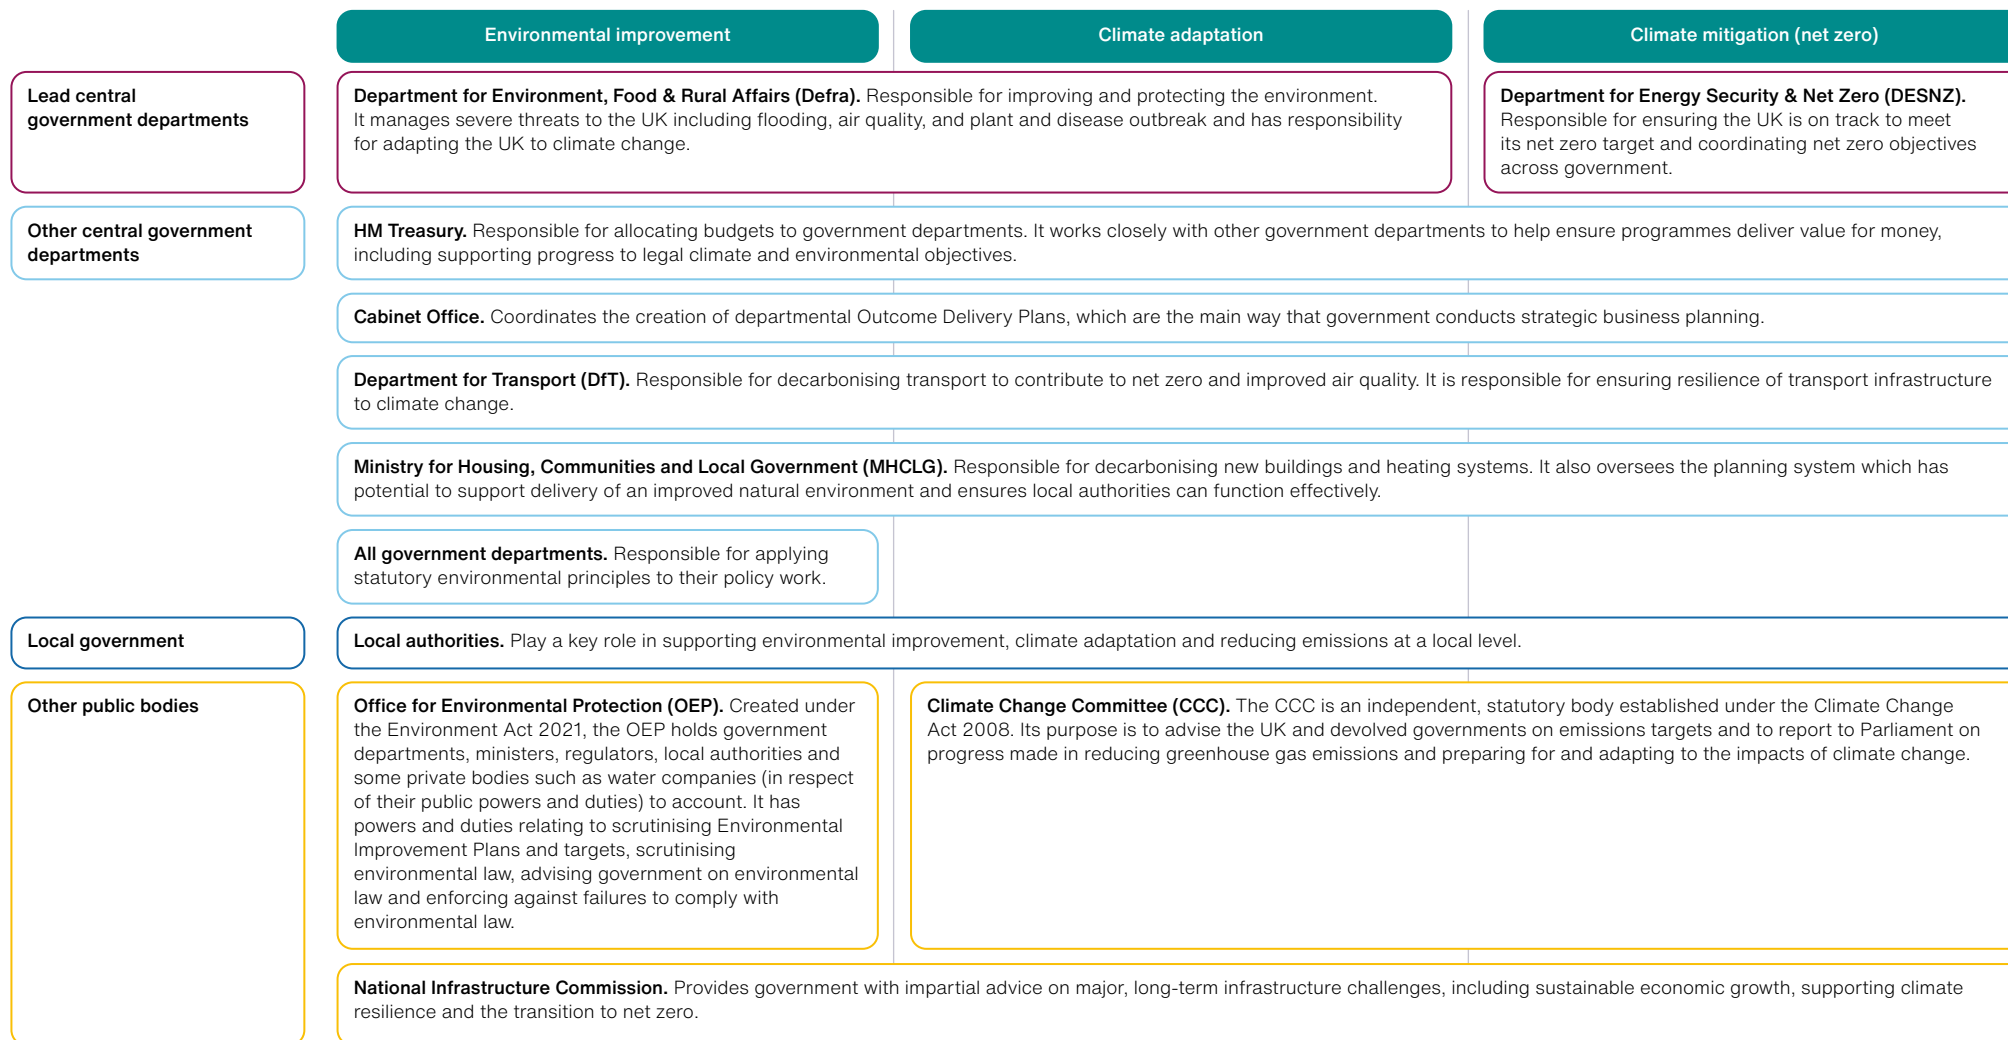 Environmental improvement
Climate adaptation
Climate mitigation (net zero)
Lead central
government departments
Department for Environment, Food & Rural Affairs (Defra). Responsible for improving and protecting the environment.
It manages severe threats to the UK including flooding, air quality, and plant and disease outbreak and has responsibility
for adapting the UK to climate change.
Department for Energy Security & Net Zero (DESNZ).
Responsible for ensuring the UK is on track to meet
its net zero target and coordinating net zero objectives
across government.
Other central government
departments
HM Treasury. Responsible for allocating budgets to government departments. It works closely with other government departments to help ensure programmes deliver value for money,
including supporting progress to legal climate and environmental objectives.
Cabinet Office. Coordinates the creation of departmental Outcome Delivery Plans, which are the main way that government conducts strategic business planning.
Department for Transport (DfT). Responsible for decarbonising transport to contribute to net zero and improved air quality. It is responsible for ensuring resilience of transport infrastructure
to climate change.
Ministry for Housing, Communities and Local Government (MHCLG). Responsible for decarbonising new buildings and heating systems. It also oversees the planning system which has
potential to support delivery of an improved natural environment and ensures local authorities can function effectively.
All government departments. Responsible for applying
statutory environmental principles to their policy work.
Local government
Local authorities. Play a key role in supporting environmental improvement, climate adaptation and reducing emissions at a local level.
Other public bodies
Office for Environmental Protection (OEP). Created under
the Environment Act 2021, the OEP holds government
departments, ministers, regulators, local authorities and
some private bodies such as water companies (in respect
of their public powers and duties) to account. It has
powers and duties relating to scrutinising Environmental
Improvement Plans and targets, scrutinising
environmental law, advising government on environmental
law and enforcing against failures to comply with
environmental law.
Climate Change Committee (CCC). The CCC is an independent, statutory body established under the Climate Change
Act 2008. Its purpose is to advise the UK and devolved governments on emissions targets and to report to Parliament on
progress made in reducing greenhouse gas emissions and preparing for and adapting to the impacts of climate change.
National Infrastructure Commission. Provides government with impartial advice on major, long-term infrastructure challenges, including sustainable economic growth, supporting climate
resilience and the transition to net zero.